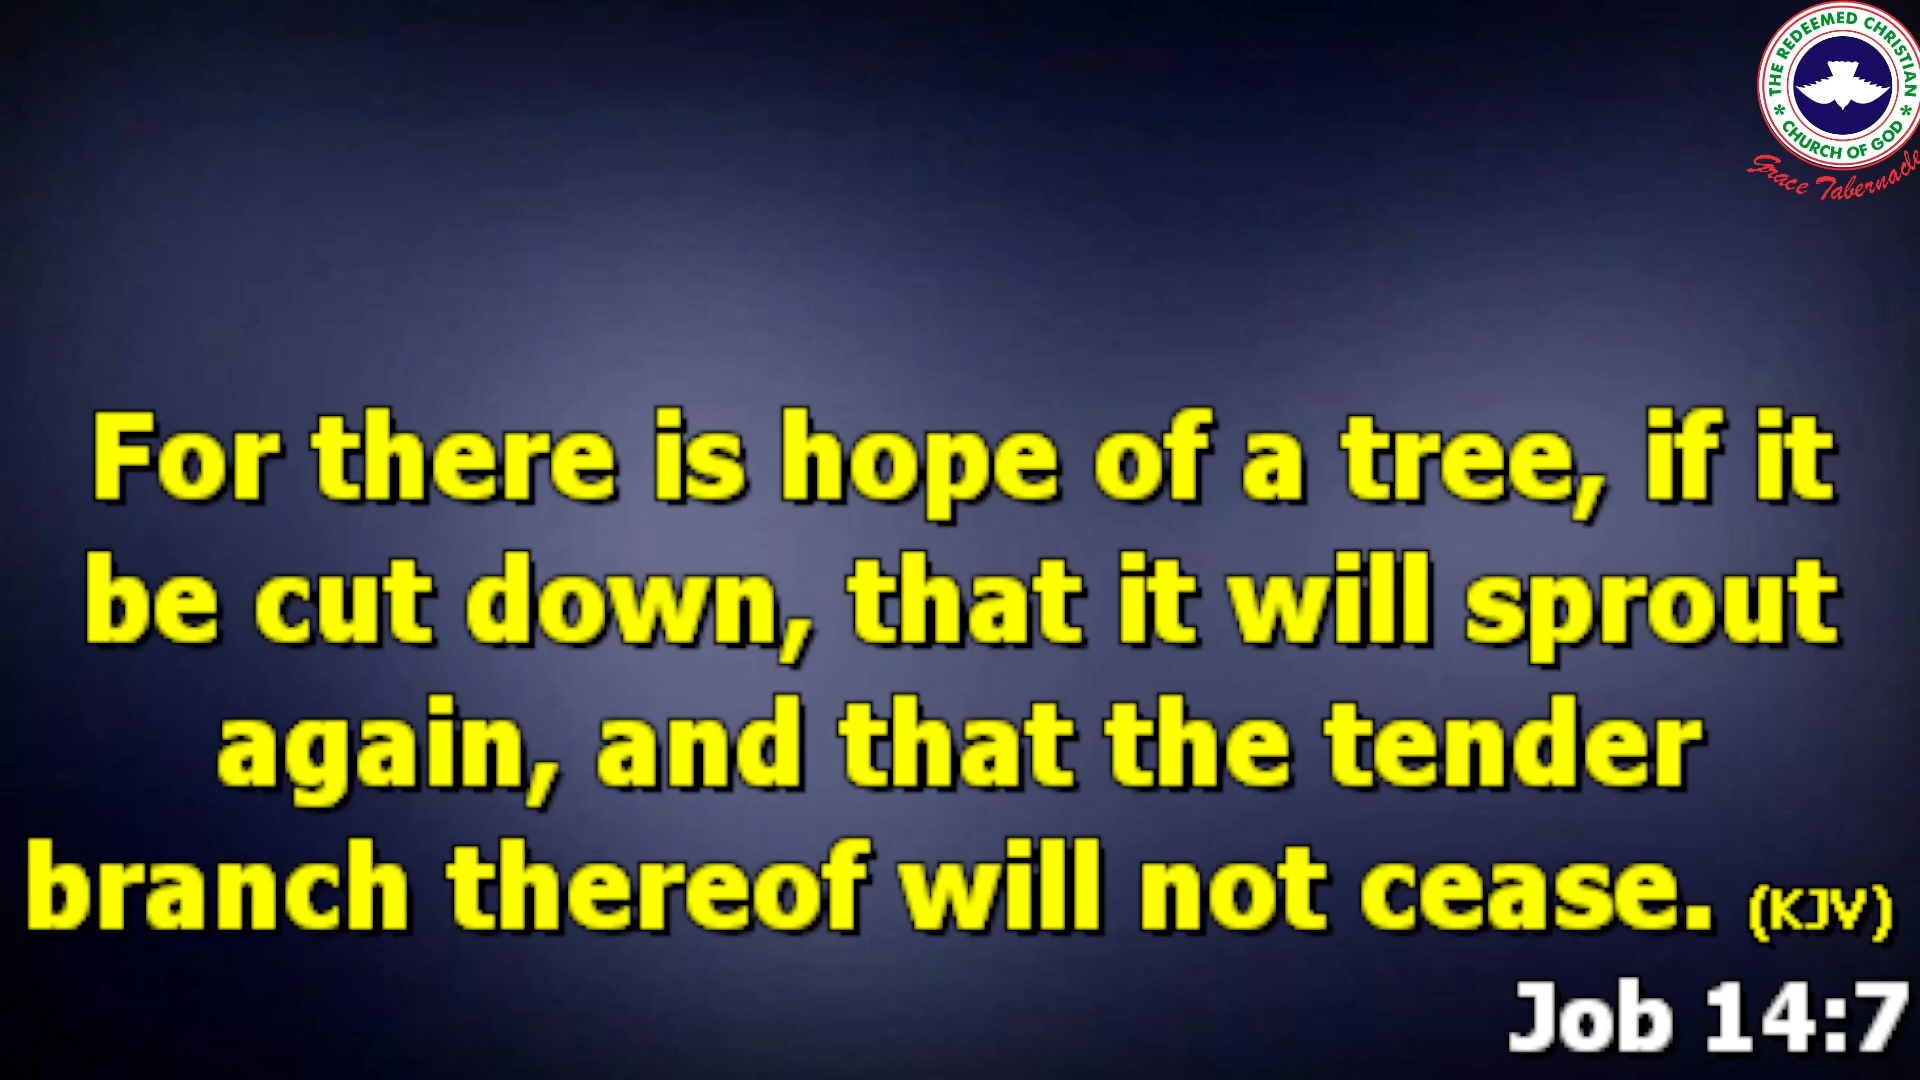 THE REDEEMED CHRISTIAN
* CHURCH OF GOD *
Grace Tabernacle
For there is hope of a tree, if it
be cut down, that it will sprout
again, and that the tender
branch thereof will not cease. (KJV)
Job 14:7